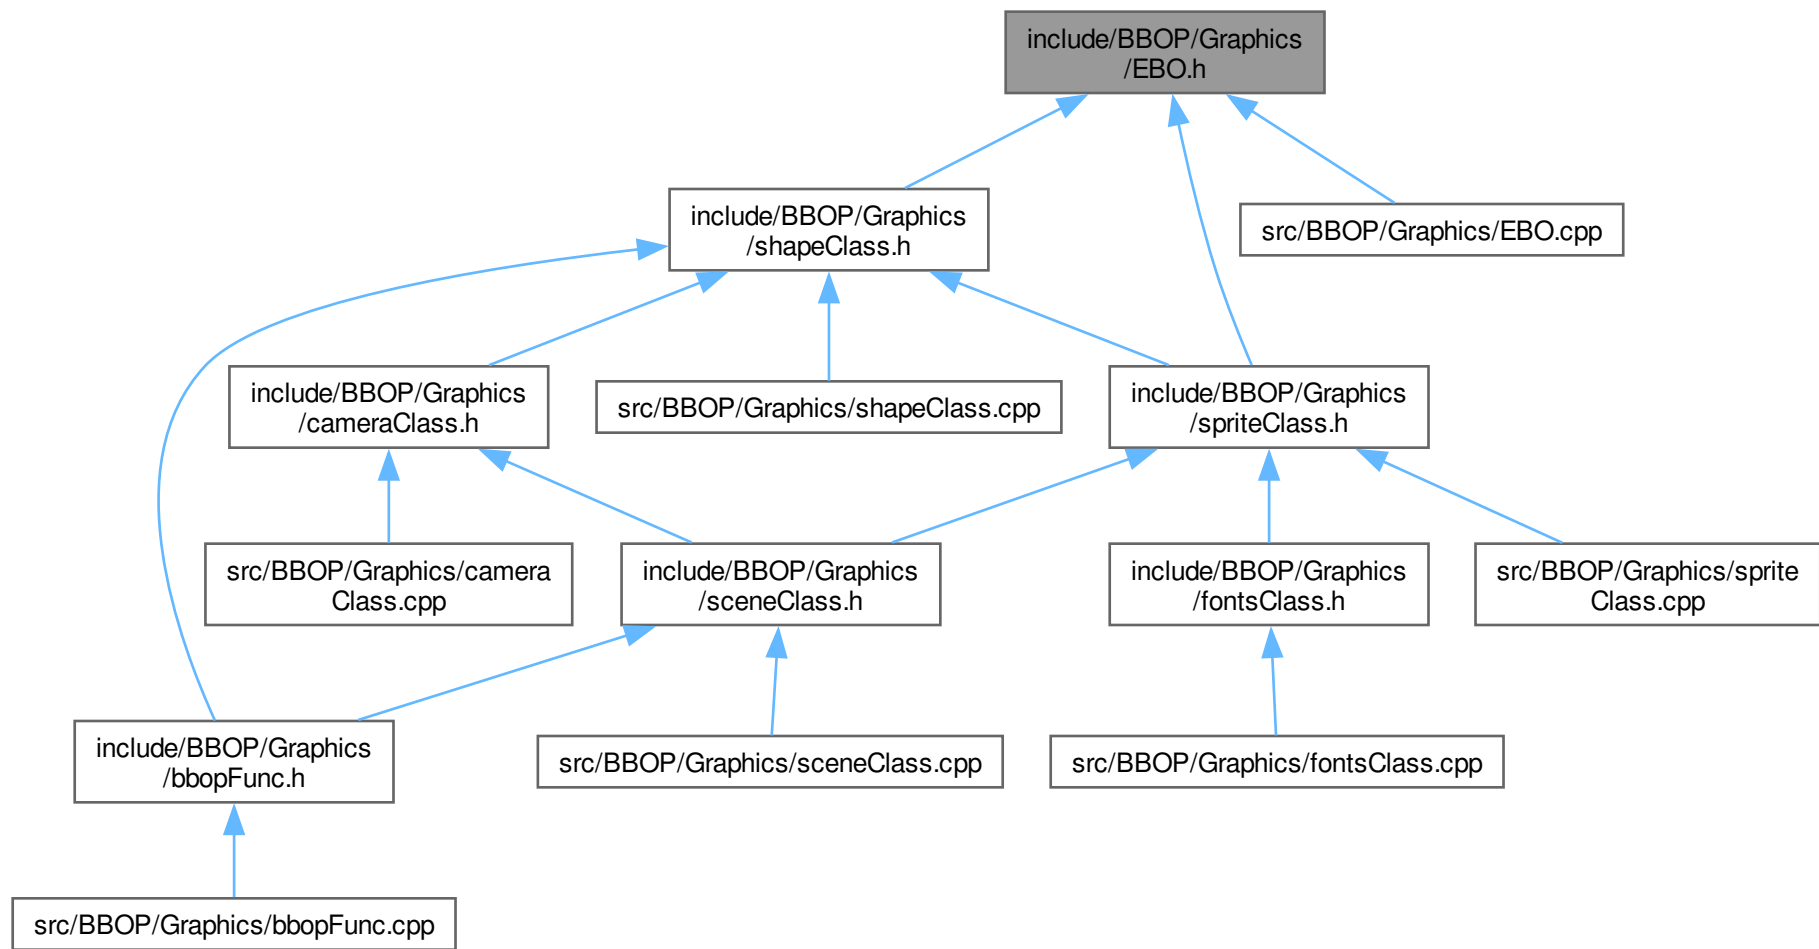 include/BBOP/Graphics
/EBO.h
include/BBOP/Graphics
/shapeClass.h
src/BBOP/Graphics/EBO.cpp
include/BBOP/Graphics
/cameraClass.h
src/BBOP/Graphics/shapeClass.cpp
include/BBOP/Graphics
/spriteClass.h
src/BBOP/Graphics/camera
Class.cpp
include/BBOP/Graphics
/sceneClass.h
include/BBOP/Graphics
/fontsClass.h
src/BBOP/Graphics/sprite
Class.cpp
include/BBOP/Graphics
/bbopFunc.h
src/BBOP/Graphics/sceneClass.cpp
src/BBOP/Graphics/fontsClass.cpp
src/BBOP/Graphics/bbopFunc.cpp